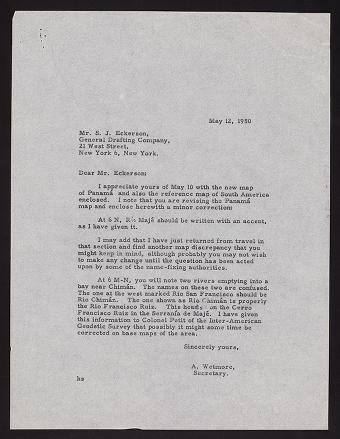 May 12, 1950
Mr. S. J. Eckerson,
General Drafting Company,
21 West Street,
New York 6, New York.
Dear Mr. Eckerson:
I appreciate yours of May 10 with the new map
of Panamá and also the reference map of South America
enclosed. I note that you are revising the Panamá
map and enclose herewith a minor correction:
At 6 N, Río Majé should be written with an accent,
as I have given it.
I may add that I have just returned from travel in
that section and find another map discrepancy that you
might keep in mind, although probably you may not wish
to make any change until the question has been acted
upon by some of the name-fixing authorities.
At 6 M-N, you will note two rivers emptying into a
bay near Chimán. The names on these two are confused.
The one at the west marked Rio San Francisco should be
Rio Chimán. The one shown as Rio Chimán is properly
the Rio Francisco Ruiz. This heads on the Cerro
Francisco Ruiz in the Serranía de Majé. I have given
this information to Colonel Petit of the Inter-American
Geodetic Survey that possibly it might some time be
corrected on base maps of the area.
Sincerely yours,
A. Wetmore,
Secretary.